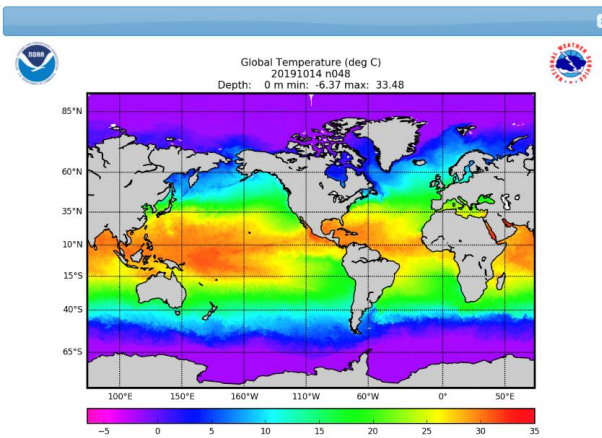 NOAA
Global Temperature (deg C)
20191014 n048
Depth: 0 m min: -6.37 max: 33.48
85°N
60°N
35°N
10°N
15°S
40°S
65°S
100°E 150°E 160°W 110°W 60°W 0° 50°E
−5 0 5 10 15 20 25 30 35